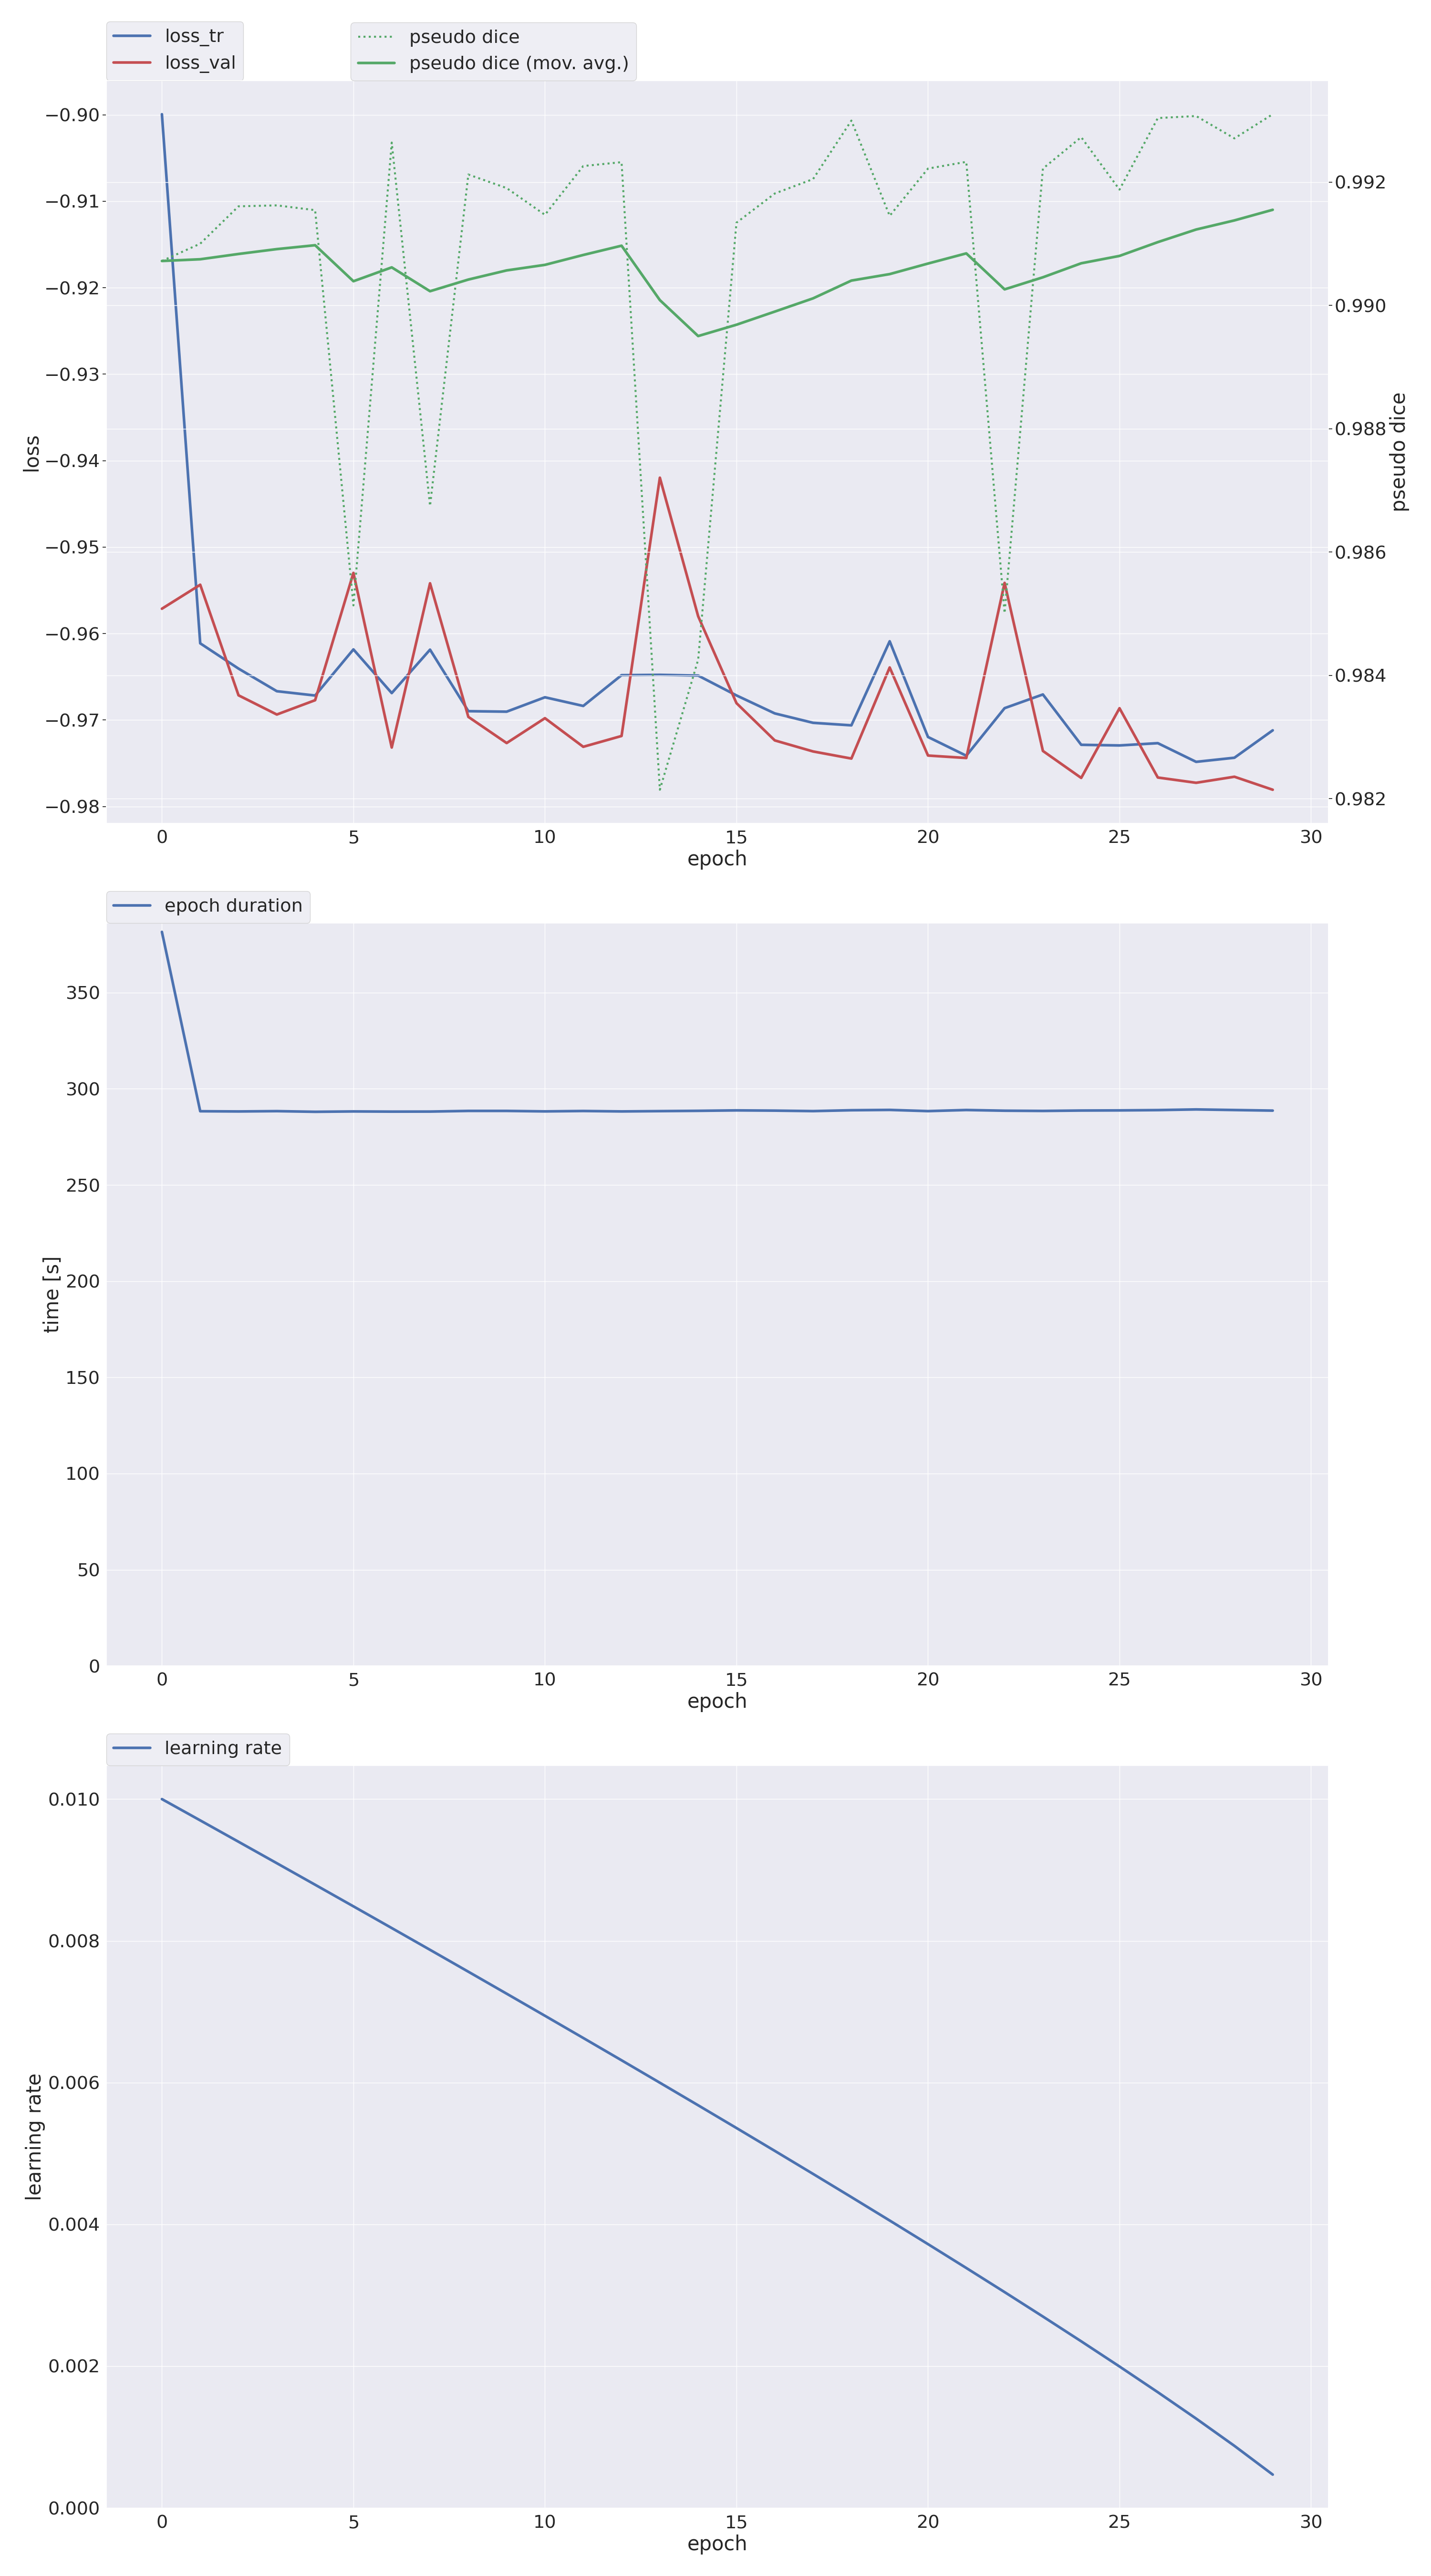 loss_tr
loss_val
pseudo dice
pseudo dice (mov. avg.)
−0.90
−0.91
−0.92
−0.93
−0.94
−0.95
−0.96
−0.97
−0.98
loss
0.992
0.990
0.988
0.986
0.984
0.982
pseudo dice
0 5 10 15 20 25 30
epoch
epoch duration
350
300
250
200
150
100
50
0
time [s]
0 5 10 15 20 25 30
epoch
learning rate
0.010
0.008
0.006
0.004
0.002
0.000
learning rate
0 5 10 15 20 25 30
epoch